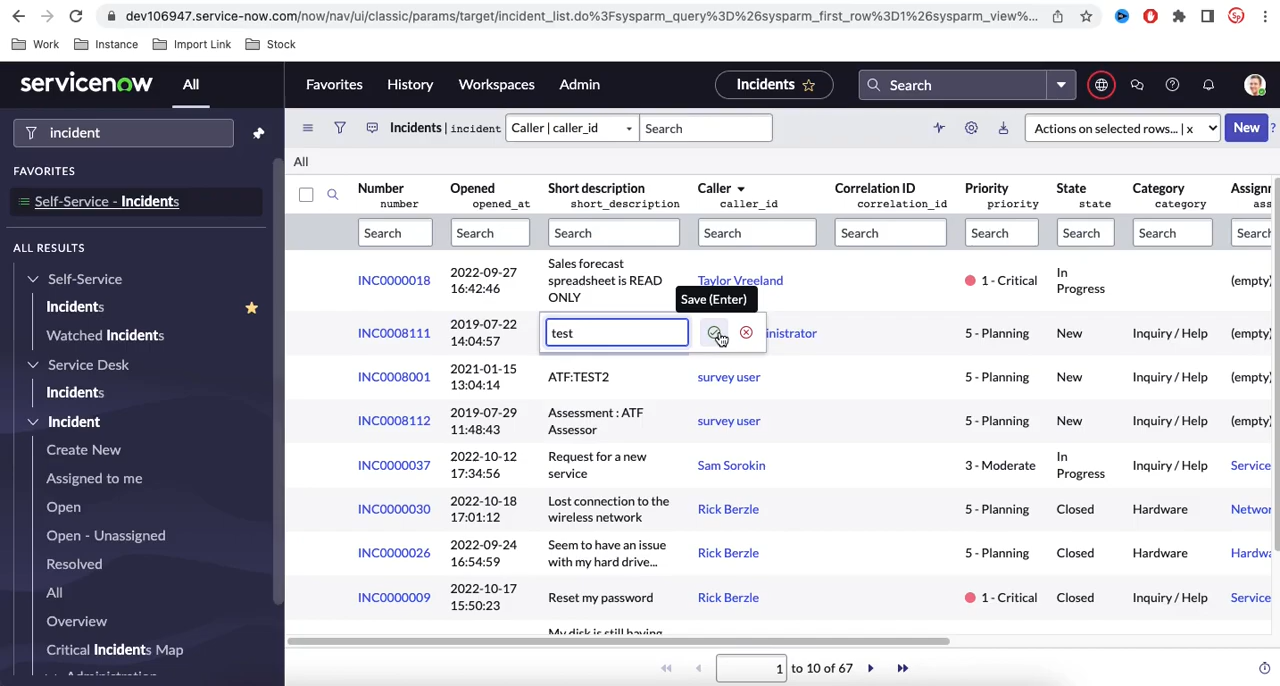 dev106947.service-now.com/now/nav/ui/classic/params/target/incident_list.do%3Fsysparm_query%3D%26sysparm_first_row%3D1%26sysparm_view%...
Work Instance Import Link Stock
servicenow All Favorites History Workspaces Admin Incidents Search
incident
Incidents | incident Caller | caller_id Search Actions on selected rows... | x New ?
FAVORITES
Self-Service - Incidents
ALL RESULTS
Self-Service
Incidents
Watched Incidents
Service Desk
Incidents
Incident
Create New
Assigned to me
Open
Open - Unassigned
Resolved
All
Overview
Critical Incidents Map
Administration
All
Number Opened Short description Caller Correlation ID Priority State Category Assign
number opened_at short_description caller_id correlation_id priority state category ass
Search Search Search Search Search Search Search Search Search
INC0000018 2022-09-27 16:42:46 Sales forecast spreadsheet is READ ONLY Taylor Vreeland 1 - Critical In Progress (empty)
Save (Enter)
INC0008111 2019-07-22 14:04:57 test inistrator 5 - Planning New Inquiry / Help (empty)
INC0008001 2021-01-15 13:04:14 ATF:TEST2 survey user 5 - Planning New Inquiry / Help (empty)
INC0008112 2019-07-29 11:48:43 Assessment : ATF Assessor survey user 5 - Planning New Inquiry / Help (empty)
INC0000037 2022-10-12 17:34:56 Request for a new service Sam Sorokin 3 - Moderate In Progress Inquiry / Help Service
INC0000030 2022-10-18 17:01:12 Lost connection to the wireless network Rick Berzle 5 - Planning Closed Hardware Networ
INC0000026 2022-09-24 16:54:59 Seem to have an issue with my hard drive... Rick Berzle 5 - Planning Closed Hardware Hardwa
INC0000009 2022-10-17 15:50:23 Reset my password Rick Berzle 1 - Critical Closed Inquiry / Help Service
My disk is still having
1 to 10 of 67